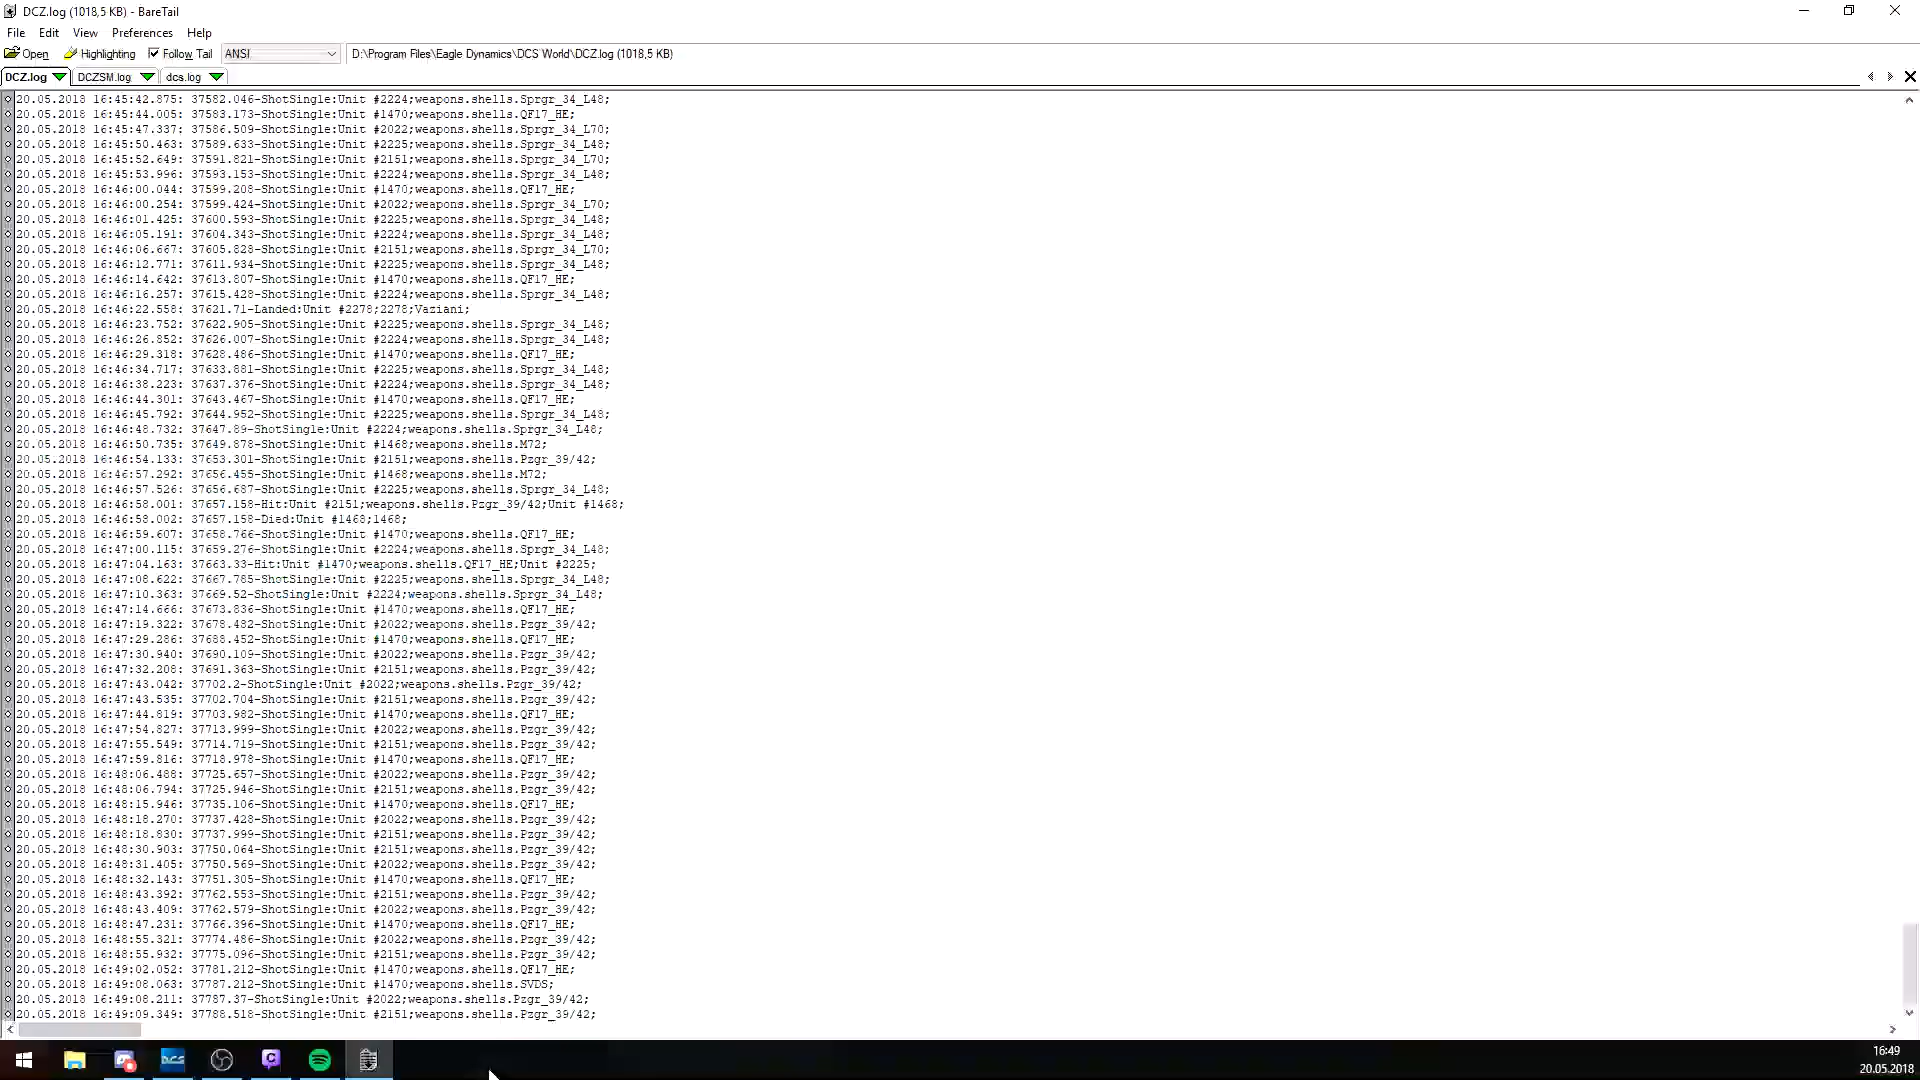 DCZ.log (1018,5 KB) - BareTail
File Edit View Preferences Help
Open Highlighting Follow Tail ANSI D:\Program Files\Eagle Dynamics\DCS World\DCZ.log (1018,5 KB)
DCZ.log DCZSM.log dcs.log
20.05.2018 16:45:42.875: 37582.046-ShotSingle:Unit #2224;weapons.shells.Sprgr_34_L48;
20.05.2018 16:45:44.005: 37583.173-ShotSingle:Unit #1470;weapons.shells.QF17_HE;
20.05.2018 16:45:47.337: 37586.509-ShotSingle:Unit #2022;weapons.shells.Sprgr_34_L70;
20.05.2018 16:45:50.463: 37589.633-ShotSingle:Unit #2225;weapons.shells.Sprgr_34_L48;
20.05.2018 16:45:52.649: 37591.821-ShotSingle:Unit #2151;weapons.shells.Sprgr_34_L70;
20.05.2018 16:45:53.996: 37593.153-ShotSingle:Unit #2224;weapons.shells.Sprgr_34_L48;
20.05.2018 16:46:00.044: 37599.208-ShotSingle:Unit #1470;weapons.shells.QF17_HE;
20.05.2018 16:46:00.254: 37599.424-ShotSingle:Unit #2022;weapons.shells.Sprgr_34_L70;
20.05.2018 16:46:01.425: 37600.593-ShotSingle:Unit #2225;weapons.shells.Sprgr_34_L48;
20.05.2018 16:46:05.191: 37604.343-ShotSingle:Unit #2224;weapons.shells.Sprgr_34_L48;
20.05.2018 16:46:06.667: 37605.828-ShotSingle:Unit #2151;weapons.shells.Sprgr_34_L70;
20.05.2018 16:46:12.771: 37611.934-ShotSingle:Unit #2225;weapons.shells.Sprgr_34_L48;
20.05.2018 16:46:14.642: 37613.807-ShotSingle:Unit #1470;weapons.shells.QF17_HE;
20.05.2018 16:46:16.257: 37615.428-ShotSingle:Unit #2224;weapons.shells.Sprgr_34_L48;
20.05.2018 16:46:22.558: 37621.71-Landed:Unit #2278;2278;Vaziani;
20.05.2018 16:46:23.752: 37622.905-ShotSingle:Unit #2225;weapons.shells.Sprgr_34_L48;
20.05.2018 16:46:26.852: 37626.007-ShotSingle:Unit #2224;weapons.shells.Sprgr_34_L48;
20.05.2018 16:46:29.318: 37628.486-ShotSingle:Unit #1470;weapons.shells.QF17_HE;
20.05.2018 16:46:34.717: 37633.881-ShotSingle:Unit #2225;weapons.shells.Sprgr_34_L48;
20.05.2018 16:46:38.223: 37637.376-ShotSingle:Unit #2224;weapons.shells.Sprgr_34_L48;
20.05.2018 16:46:44.301: 37643.467-ShotSingle:Unit #1470;weapons.shells.QF17_HE;
20.05.2018 16:46:45.792: 37644.952-ShotSingle:Unit #2225;weapons.shells.Sprgr_34_L48;
20.05.2018 16:46:48.732: 37647.89-ShotSingle:Unit #2224;weapons.shells.Sprgr_34_L48;
20.05.2018 16:46:50.735: 37649.878-ShotSingle:Unit #1468;weapons.shells.M72;
20.05.2018 16:46:54.133: 37653.301-ShotSingle:Unit #2151;weapons.shells.Pzgr_39/42;
20.05.2018 16:46:57.292: 37656.455-ShotSingle:Unit #1468;weapons.shells.M72;
20.05.2018 16:46:57.526: 37656.687-ShotSingle:Unit #2225;weapons.shells.Sprgr_34_L48;
20.05.2018 16:46:58.001: 37657.158-Hit:Unit #2151;weapons.shells.Pzgr_39/42;Unit #1468;
20.05.2018 16:46:58.002: 37657.158-Died:Unit #1468;1468;
20.05.2018 16:46:59.607: 37658.766-ShotSingle:Unit #1470;weapons.shells.QF17_HE;
20.05.2018 16:47:00.115: 37659.276-ShotSingle:Unit #2224;weapons.shells.Sprgr_34_L48;
20.05.2018 16:47:04.163: 37663.33-Hit:Unit #1470;weapons.shells.QF17_HE;Unit #2225;
20.05.2018 16:47:08.622: 37667.785-ShotSingle:Unit #2225;weapons.shells.Sprgr_34_L48;
20.05.2018 16:47:10.363: 37669.52-ShotSingle:Unit #2224;weapons.shells.Sprgr_34_L48;
20.05.2018 16:47:14.666: 37673.836-ShotSingle:Unit #1470;weapons.shells.QF17_HE;
20.05.2018 16:47:19.322: 37678.482-ShotSingle:Unit #2022;weapons.shells.Pzgr_39/42;
20.05.2018 16:47:29.286: 37688.452-ShotSingle:Unit #1470;weapons.shells.QF17_HE;
20.05.2018 16:47:30.940: 37690.109-ShotSingle:Unit #2022;weapons.shells.Pzgr_39/42;
20.05.2018 16:47:32.208: 37691.363-ShotSingle:Unit #2151;weapons.shells.Pzgr_39/42;
20.05.2018 16:47:43.042: 37702.2-ShotSingle:Unit #2022;weapons.shells.Pzgr_39/42;
20.05.2018 16:47:43.535: 37702.704-ShotSingle:Unit #2151;weapons.shells.Pzgr_39/42;
20.05.2018 16:47:44.819: 37703.982-ShotSingle:Unit #1470;weapons.shells.QF17_HE;
20.05.2018 16:47:54.827: 37713.999-ShotSingle:Unit #2022;weapons.shells.Pzgr_39/42;
20.05.2018 16:47:55.549: 37714.719-ShotSingle:Unit #2151;weapons.shells.Pzgr_39/42;
20.05.2018 16:47:59.816: 37718.978-ShotSingle:Unit #1470;weapons.shells.QF17_HE;
20.05.2018 16:48:06.488: 37725.657-ShotSingle:Unit #2022;weapons.shells.Pzgr_39/42;
20.05.2018 16:48:06.794: 37725.946-ShotSingle:Unit #2151;weapons.shells.Pzgr_39/42;
20.05.2018 16:48:15.946: 37735.106-ShotSingle:Unit #1470;weapons.shells.QF17_HE;
20.05.2018 16:48:18.270: 37737.428-ShotSingle:Unit #2022;weapons.shells.Pzgr_39/42;
20.05.2018 16:48:18.830: 37737.999-ShotSingle:Unit #2151;weapons.shells.Pzgr_39/42;
20.05.2018 16:48:30.903: 37750.064-ShotSingle:Unit #2151;weapons.shells.Pzgr_39/42;
20.05.2018 16:48:31.405: 37750.569-ShotSingle:Unit #2022;weapons.shells.Pzgr_39/42;
20.05.2018 16:48:32.143: 37751.305-ShotSingle:Unit #1470;weapons.shells.QF17_HE;
20.05.2018 16:48:43.392: 37762.553-ShotSingle:Unit #2151;weapons.shells.Pzgr_39/42;
20.05.2018 16:48:43.409: 37762.579-ShotSingle:Unit #2022;weapons.shells.Pzgr_39/42;
20.05.2018 16:48:47.231: 37766.396-ShotSingle:Unit #1470;weapons.shells.QF17_HE;
20.05.2018 16:48:55.321: 37774.486-ShotSingle:Unit #2022;weapons.shells.Pzgr_39/42;
20.05.2018 16:48:55.932: 37775.096-ShotSingle:Unit #2151;weapons.shells.Pzgr_39/42;
20.05.2018 16:49:02.052: 37781.212-ShotSingle:Unit #1470;weapons.shells.QF17_HE;
20.05.2018 16:49:08.063: 37787.212-ShotSingle:Unit #1470;weapons.shells.SVDS;
20.05.2018 16:49:08.211: 37787.37-ShotSingle:Unit #2022;weapons.shells.Pzgr_39/42;
20.05.2018 16:49:09.349: 37788.518-ShotSingle:Unit #2151;weapons.shells.Pzgr_39/42;
DCS
16:49
20.05.2018